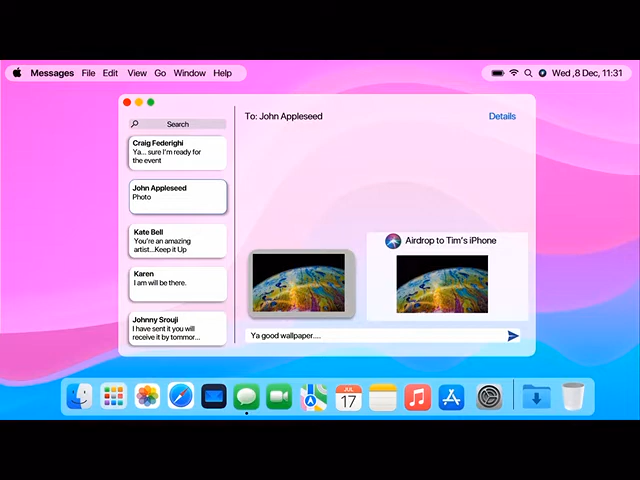 Messages File Edit View Go Window Help
Wed ,8 Dec, 11:31
Search
To: John Appleseed
Details
Craig Federighi
Ya... sure I'm ready for
the event
John Appleseed
Photo
Kate Bell
You're an amazing
artist...Keep it Up
Karen
I am will be there.
Johnny Srouji
I have sent it you will
receive it by tommor...
Airdrop to Tim's iPhone
Ya good wallpaper....
JUL
17